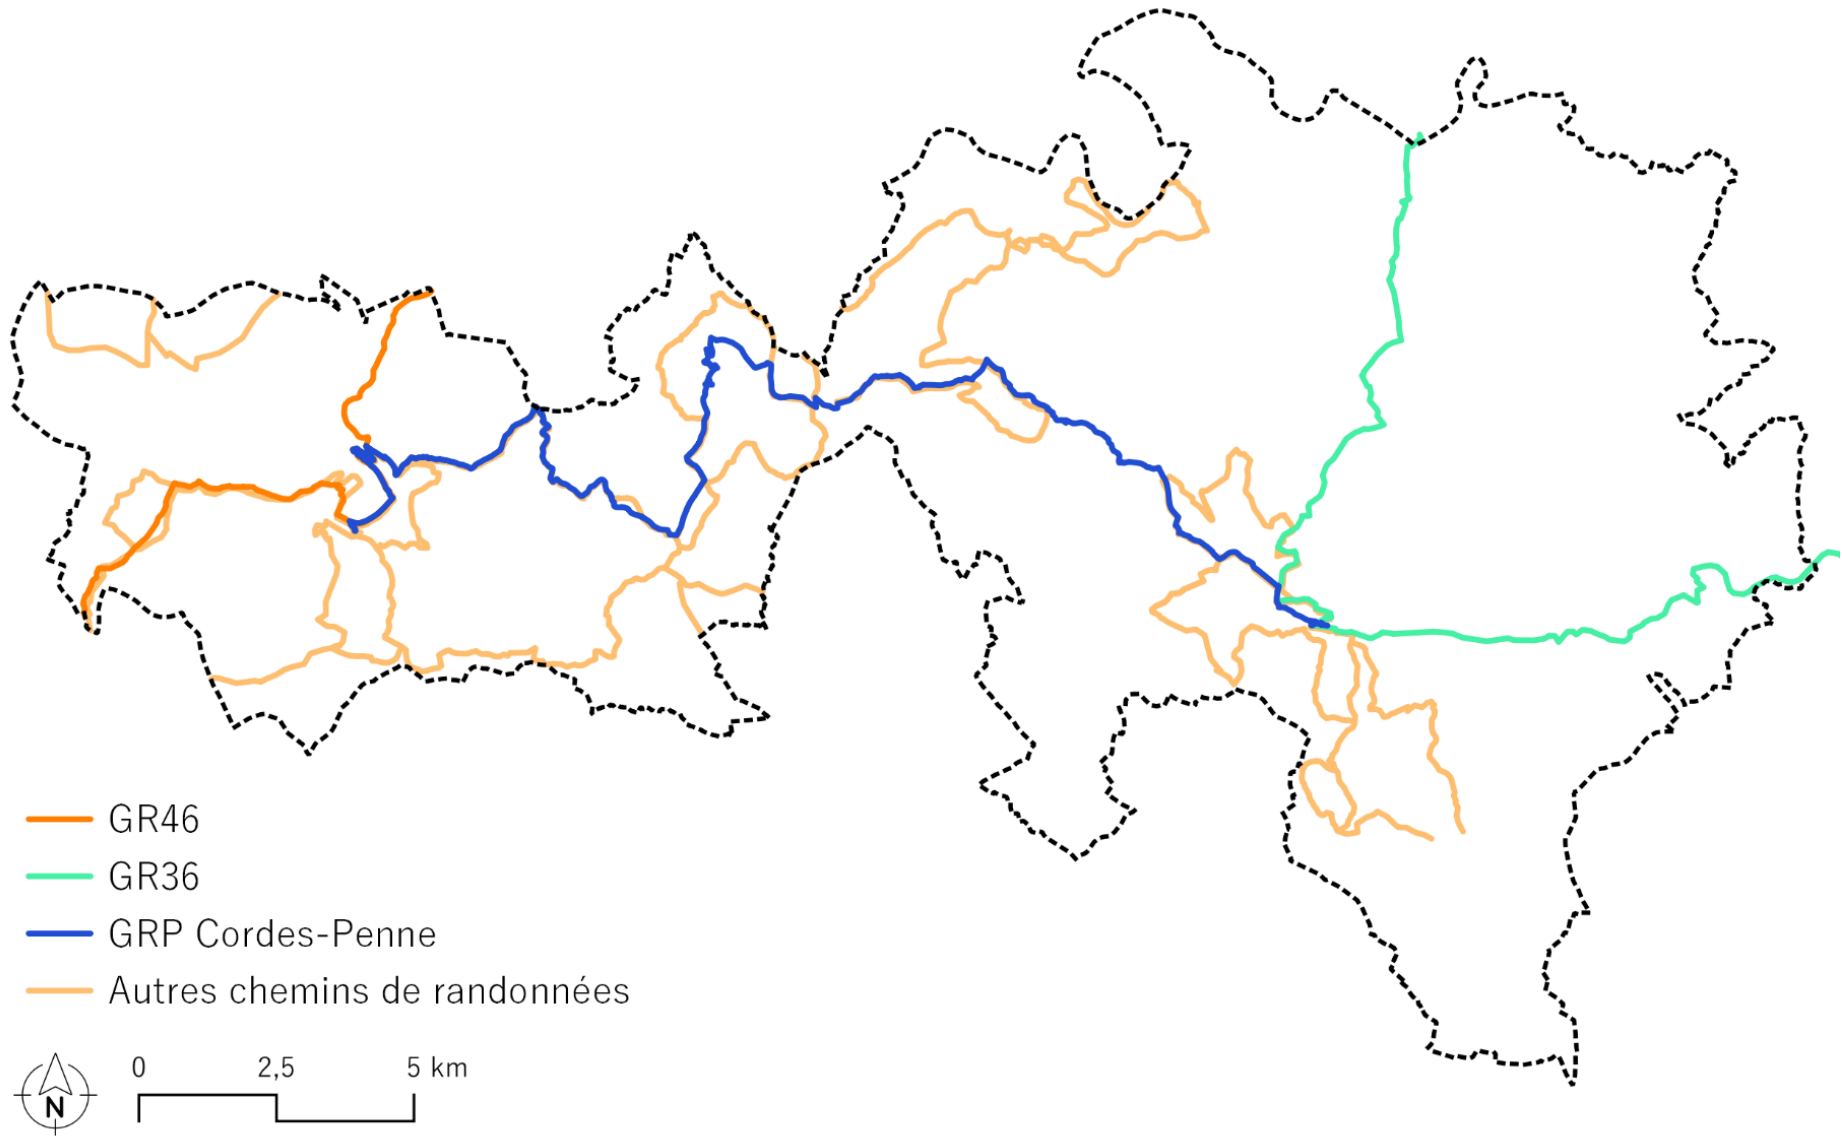 GR46
GR36
GRP Cordes-Penne
Autres chemins de randonnées
0 2,5 5 km
N